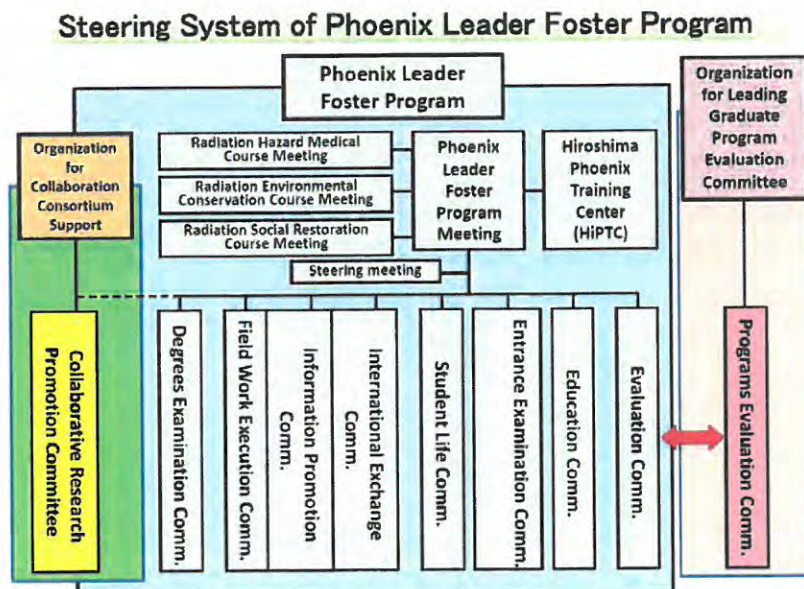 Steering System of Phoenix Leader Foster Program
Phoenix Leader
Foster Program
Organization
for Leading
Graduate
Program
Evaluation
Committee
Organization
for
Collaboration
Consortium
Support
Radiation Hazard Medical
Course Meeting
Radiation Environmental
Conservation Course Meeting
Radiation Social Restoration
Course Meeting
Phoenix
Leader
Foster
Program
Meeting
Hiroshima
Phoenix
Training
Center
(HiPTC)
Steering meeting
Collaborative Research
Promotion Committee
Degrees Examination Comm.
Field Work Execution Comm.
Information Promotion
Comm.
International Exchange
Comm.
Student Life Comm.
Entrance Examination Comm.
Education Comm.
Evaluation Comm.
Programs Evaluation Comm.